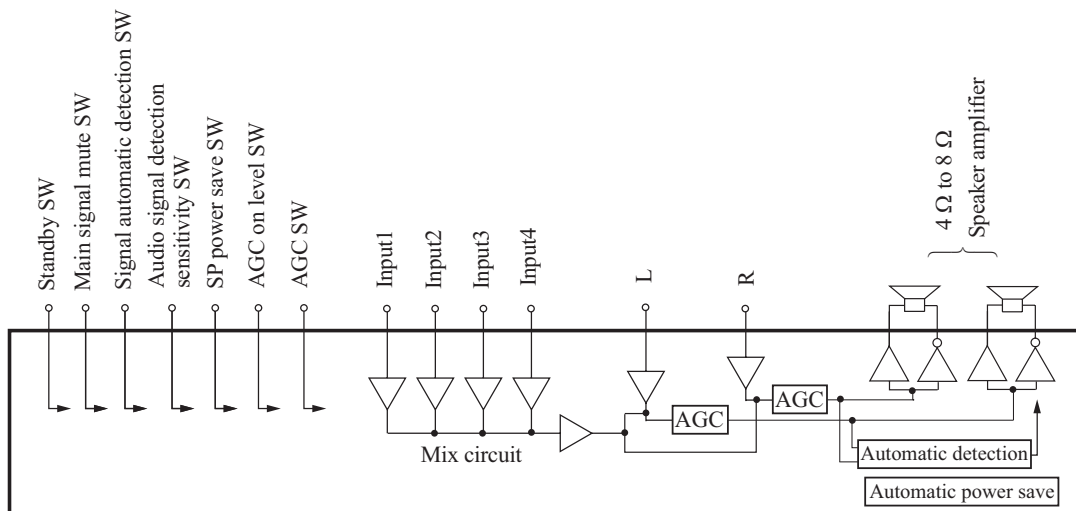 Standby SW
Main signal mute SW
Signal automatic detection SW
Audio signal detection
sensitivity SW
SP power save SW
AGC on level SW
AGC SW
Input1
Input2
Input3
Input4
L
R
4 Ω to 8 Ω
Speaker amplifier
AGC
AGC
Mix circuit
Automatic detection
Automatic power save